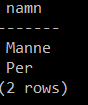 namn
-------
Manne
Per
(2 rows)